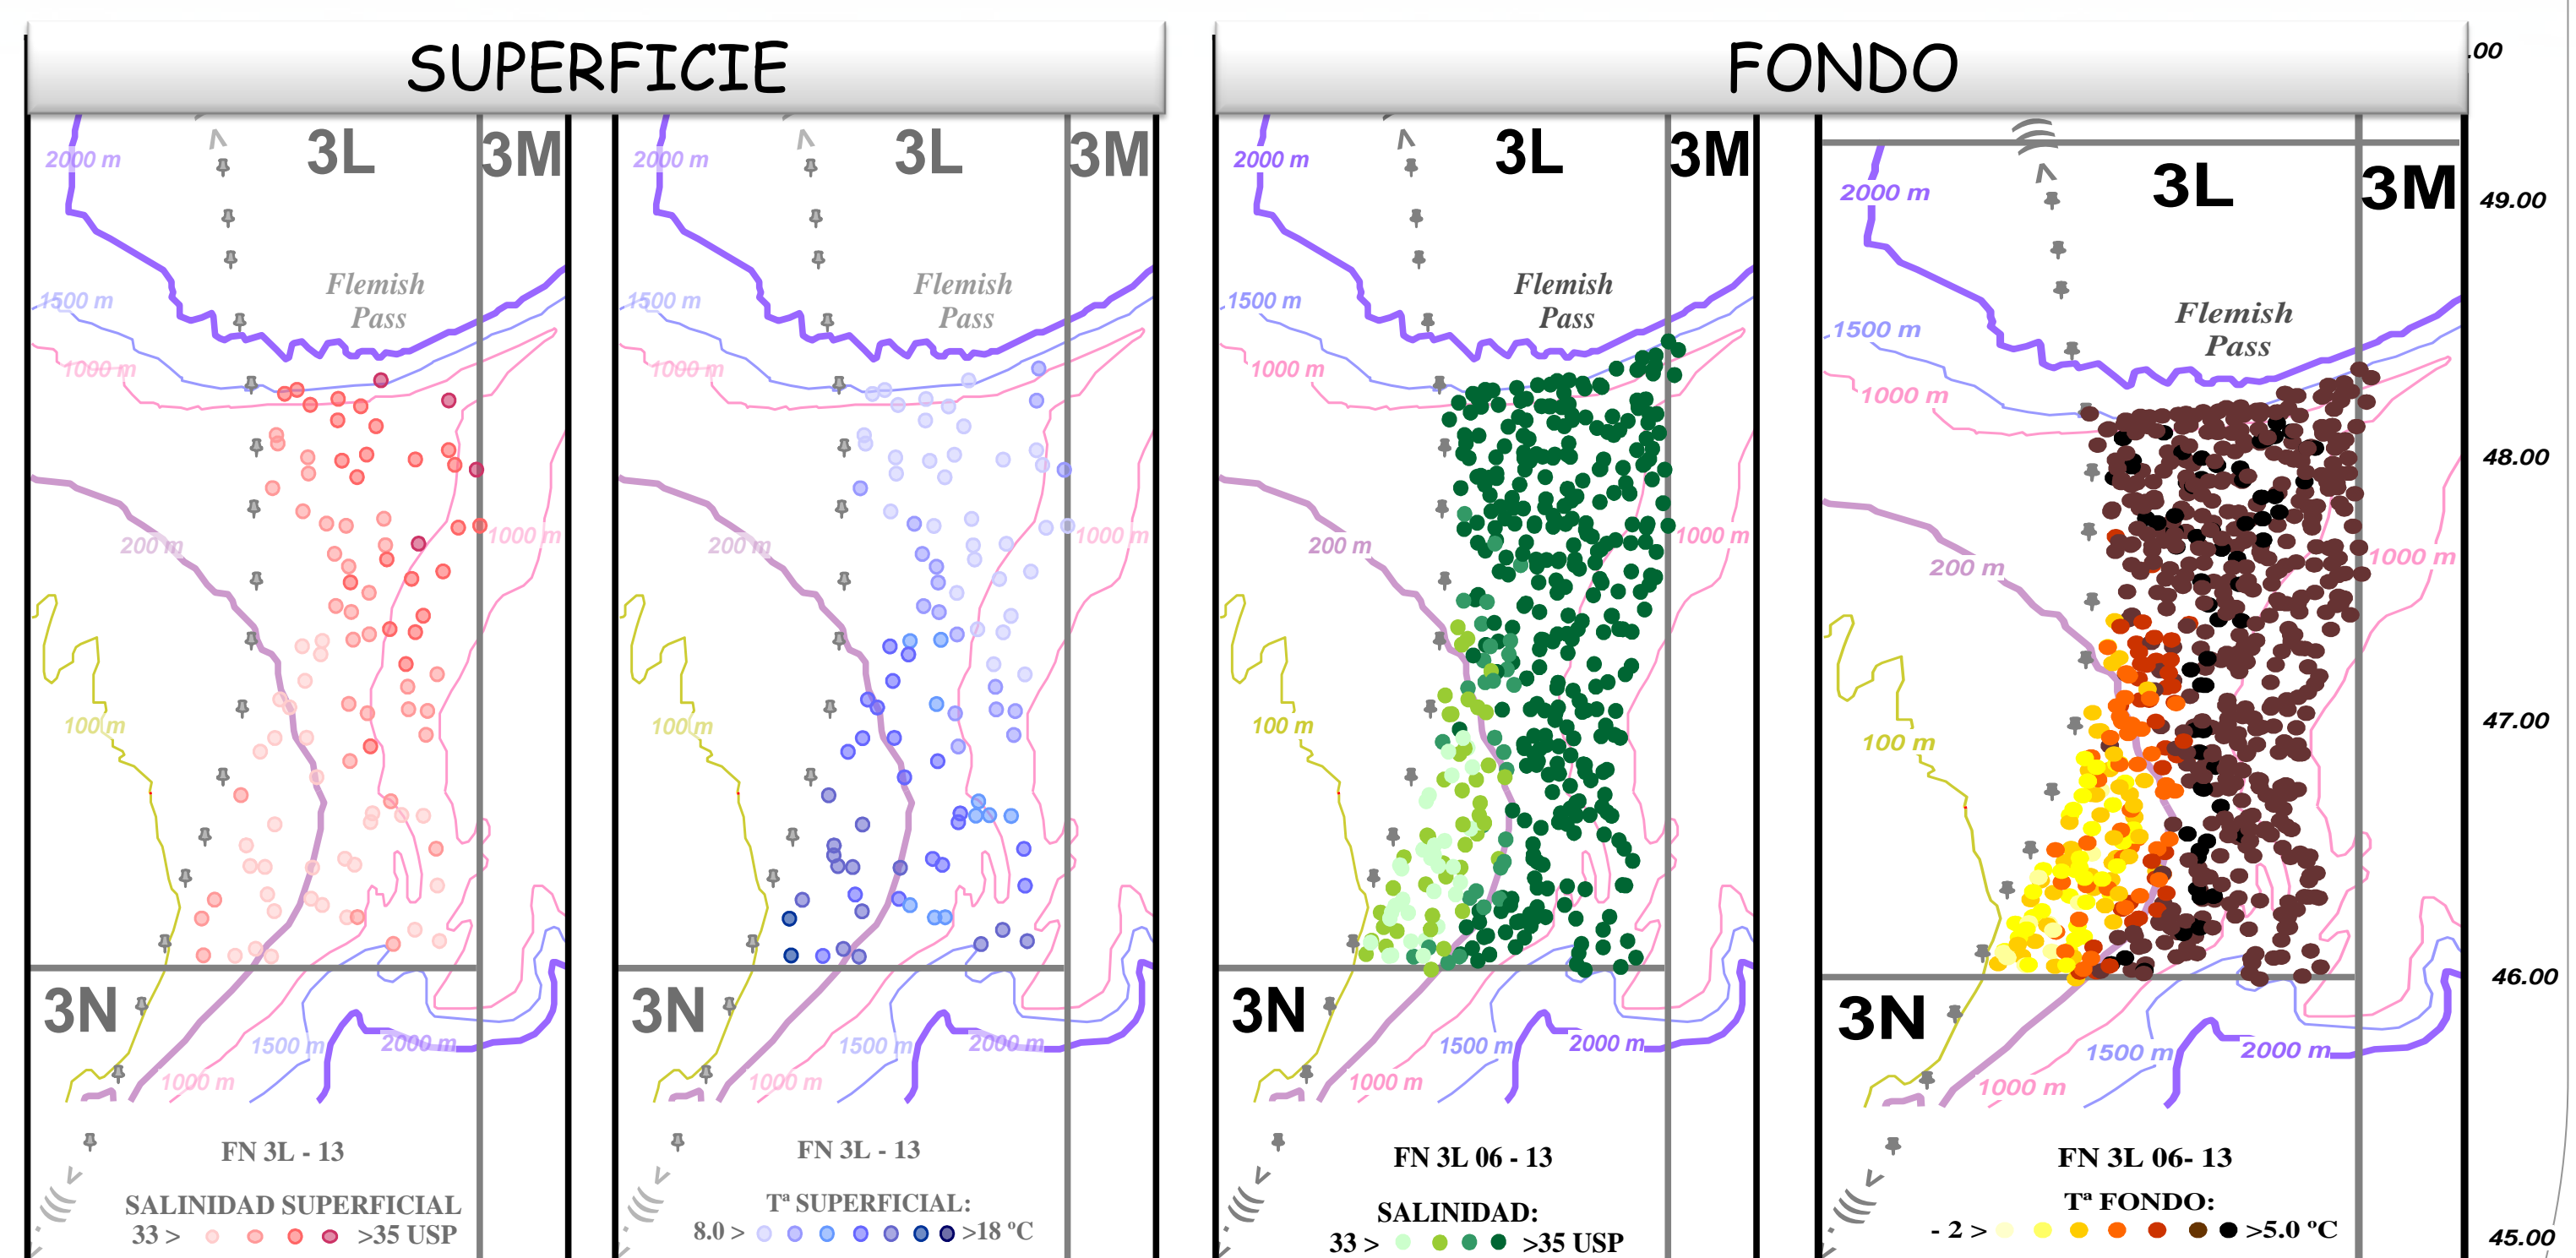 SUPERFICIE
FONDO
.00
2000 m
3L
3M
Flemish
Pass
1500 m
1000 m
200 m
1000 m
100 m
3N
1500 m
2000 m
1000 m
FN 3L - 13
SALINIDAD SUPERFICIAL
33 > >35 USP
2000 m
3L
3M
Flemish
Pass
1500 m
1000 m
200 m
1000 m
100 m
3N
1500 m
2000 m
1000 m
FN 3L - 13
Tª SUPERFICIAL:
8.0 > >18 ºC
2000 m
3L
3M
Flemish
Pass
1500 m
1000 m
200 m
1000 m
100 m
3N
1500 m
2000 m
1000 m
FN 3L 06 - 13
SALINIDAD:
33 > >35 USP
2000 m
3L
3M
Flemish
Pass
1500 m
1000 m
200 m
1000 m
100 m
3N
1500 m
2000 m
1000 m
FN 3L 06- 13
Tª FONDO:
- 2 > >5.0 ºC
49.00
48.00
47.00
46.00
45.00